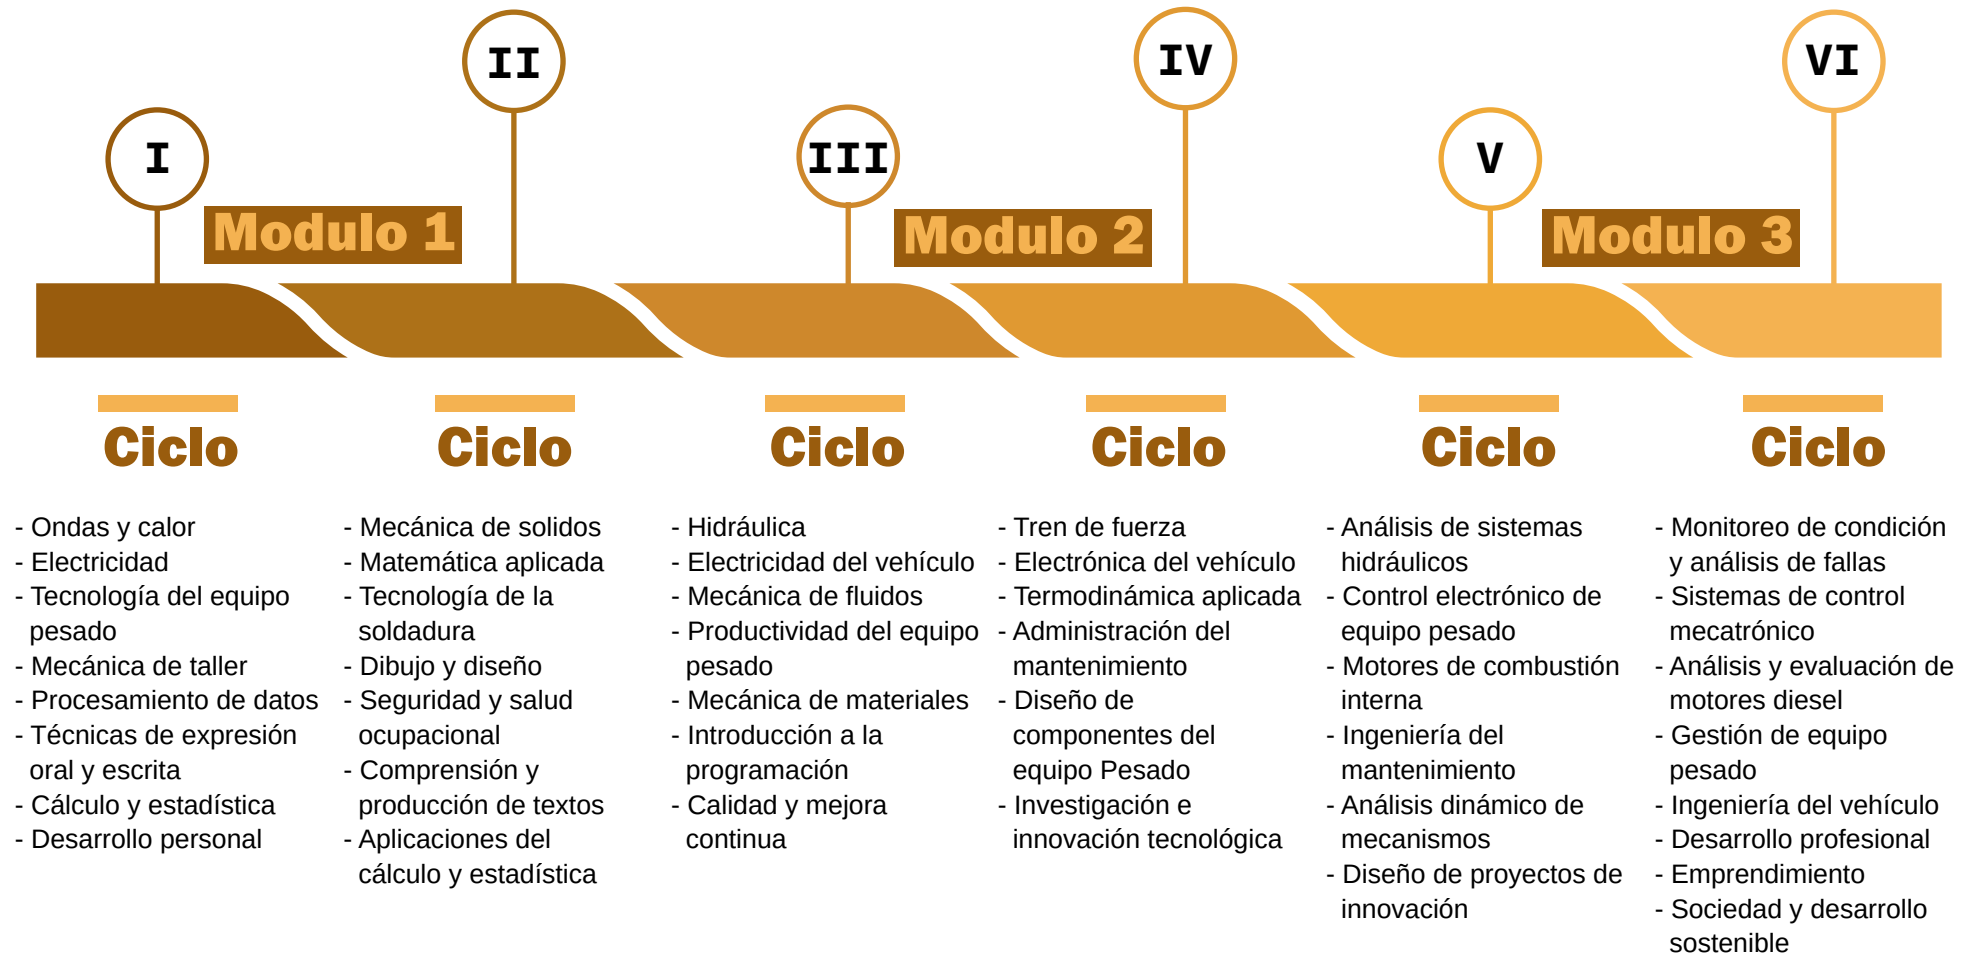 I
II
III
IV
V
VI
Modulo 1
Modulo 2
Modulo 3
Ciclo
- Ondas y calor
- Electricidad
- Tecnología del equipo
pesado
- Mecánica de taller
- Procesamiento de datos
- Técnicas de expresión
oral y escrita
- Cálculo y estadística
- Desarrollo personal
Ciclo
- Mecánica de solidos
- Matemática aplicada
- Tecnología de la
soldadura
- Dibujo y diseño
- Seguridad y salud
ocupacional
- Comprensión y
producción de textos
- Aplicaciones del
cálculo y estadística
Ciclo
- Hidráulica
- Electricidad del vehículo
- Mecánica de fluidos
- Productividad del equipo
pesado
- Mecánica de materiales
- Introducción a la
programación
- Calidad y mejora
continua
Ciclo
- Tren de fuerza
- Electrónica del vehículo
- Termodinámica aplicada
- Administración del
mantenimiento
- Diseño de
componentes del
equipo Pesado
- Investigación e
innovación tecnológica
Ciclo
- Análisis de sistemas
hidráulicos
- Control electrónico de
equipo pesado
- Motores de combustión
interna
- Ingeniería del
mantenimiento
- Análisis dinámico de
mecanismos
- Diseño de proyectos de
innovación
Ciclo
- Monitoreo de condición
y análisis de fallas
- Sistemas de control
mecatrónico
- Análisis y evaluación de
motores diesel
- Gestión de equipo
pesado
- Ingeniería del vehículo
- Desarrollo profesional
- Emprendimiento
- Sociedad y desarrollo
sostenible